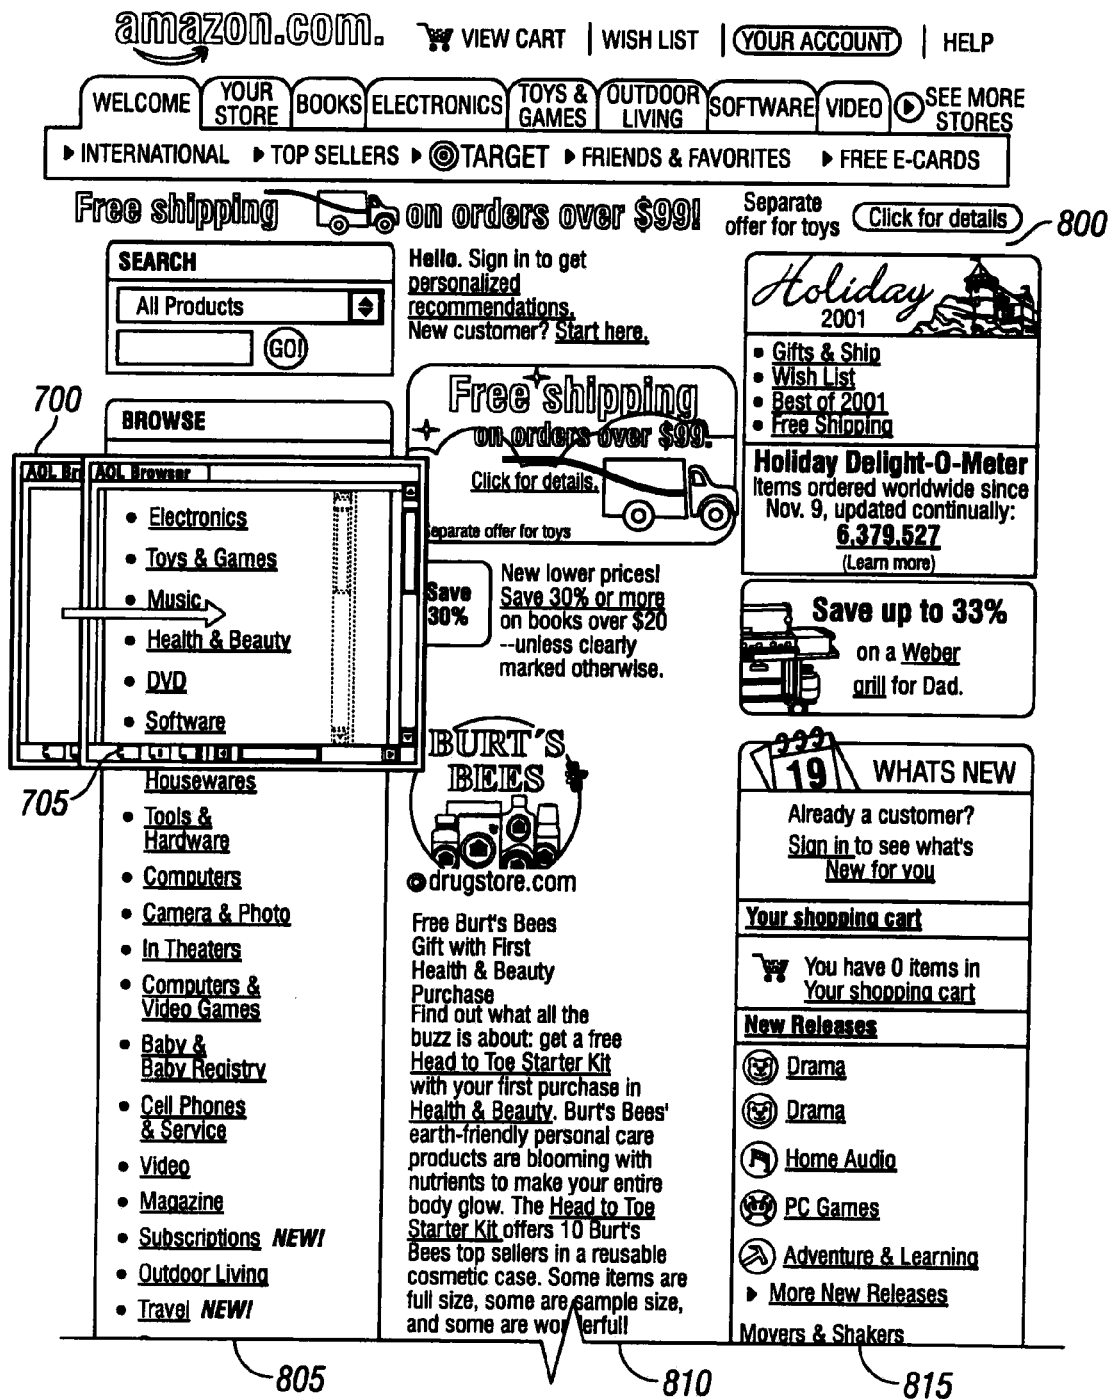 amazon.com.
VIEW CART | WISH LIST | YOUR ACCOUNT | HELP
WELCOME
YOUR
STORE
BOOKS
ELECTRONICS
TOYS &
GAMES
OUTDOOR
LIVING
SOFTWARE
VIDEO
SEE MORE
STORES
INTERNATIONAL
TOP SELLERS
TARGET
FRIENDS & FAVORITES
FREE E-CARDS
Free shipping on orders over $99!
Separate
offer for toys
Click for details
800
SEARCH
All Products
GO!
700
BROWSE
AOL Br
AOL Browser
Electronics
Toys & Games
Music
Health & Beauty
DVD
Software
705
Housewares
Tools &
Hardware
Computers
Camera & Photo
In Theaters
Computers &
Video Games
Baby &
Baby Registry
Cell Phones
& Service
Video
Magazine
Subscriptions NEW!
Outdoor Living
Travel NEW!
805
Hello. Sign in to get
personalized
recommendations.
New customer? Start here.
Free shipping
on orders over $99.
Click for details.
Separate offer for toys
Save
30%
New lower prices!
Save 30% or more
on books over $20
--unless clearly
marked otherwise.
BURT'S
BEES
drugstore.com
Free Burt's Bees
Gift with First
Health & Beauty
Purchase
Find out what all the
buzz is about: get a free
Head to Toe Starter Kit
with your first purchase in
Health & Beauty. Burt's Bees'
earth-friendly personal care
products are blooming with
nutrients to make your entire
body glow. The Head to Toe
Starter Kit offers 10 Burt's
Bees top sellers in a reusable
cosmetic case. Some items are
full size, some are sample size,
and some are wonderful!
810
Holiday
2001
Gifts & Ship
Wish List
Best of 2001
Free Shipping
Holiday Delight-O-Meter
Items ordered worldwide since
Nov. 9, updated continually:
6,379,527
(Learn more)
Save up to 33%
on a Weber
grill for Dad.
19
WHATS NEW
Already a customer?
Sign in to see what's
New for you
Your shopping cart
You have 0 items in
Your shopping cart
New Releases
Drama
Drama
Home Audio
PC Games
Adventure & Learning
More New Releases
Movers & Shakers
815